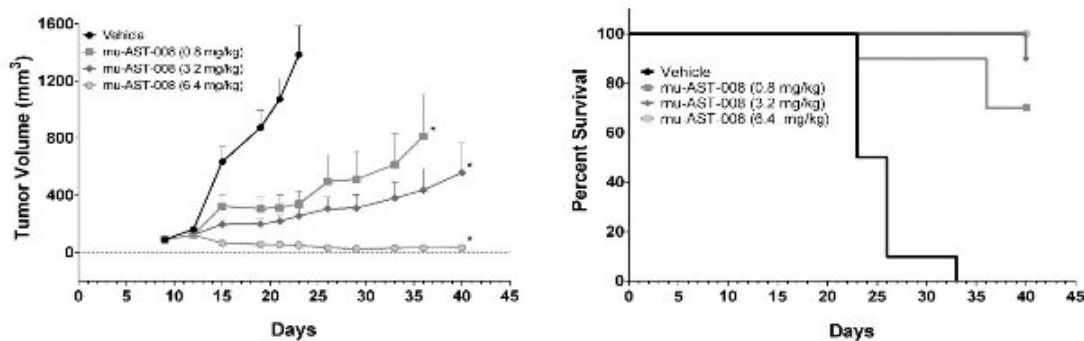 1600
1200
800
400
0
Tumor Volume (mm³)
Vehicle
mu-AST-008 (0.8 mg/kg)
mu-AST-008 (3.2 mg/kg)
mu-AST-008 (6.4 mg/kg)
*
*
*
0 5 10 15 20 25 30 35 40 45
Days
100
80
60
40
20
0
Percent Survival
Vehicle
mu-AST-008 (0.8 mg/kg)
mu-AST-008 (3.2 mg/kg)
mu-AST-008 (6.4 mg/kg)
0 5 10 15 20 25 30 35 40 45
Days